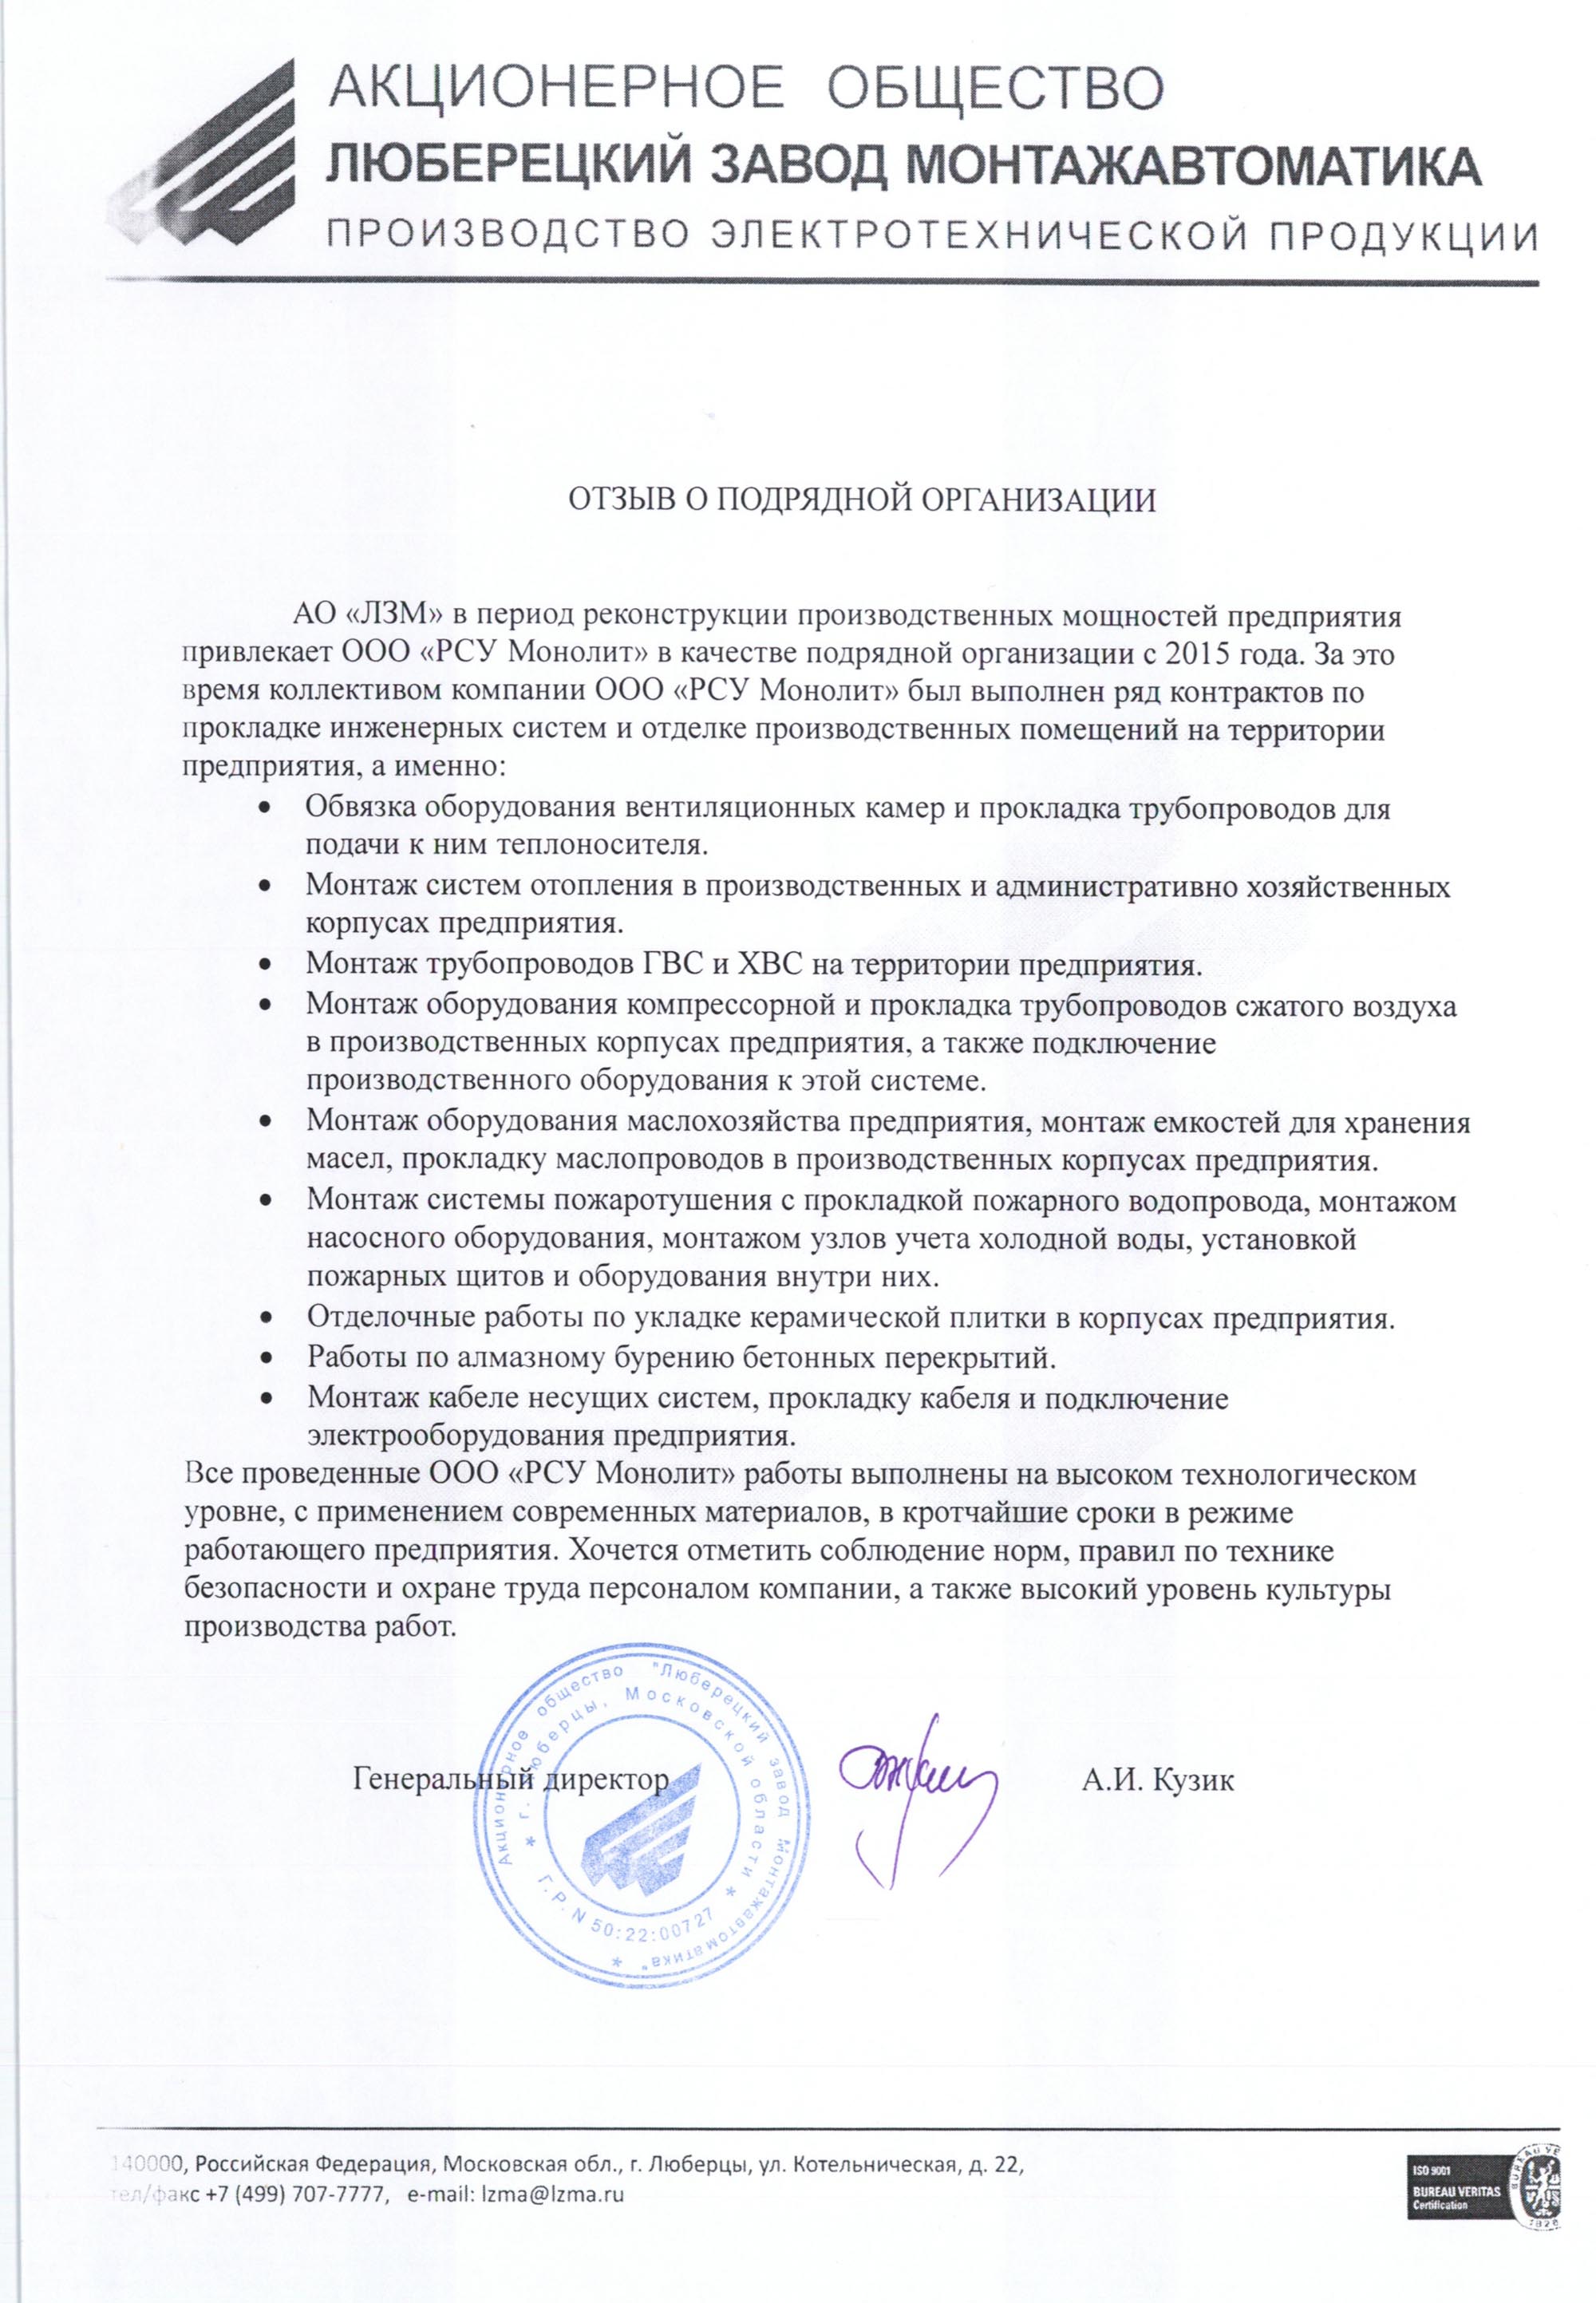 АКЦИОНЕРНОЕ ОБЩЕСТВО
ЛЮБЕРЕЦКИЙ ЗАВОД МОНТАЖАВТОМАТИКА
ПРОИЗВОДСТВО ЭЛЕКТРОТЕХНИЧЕСКОЙ ПРОДУКЦИИ
ОТЗЫВ О ПОДРЯДНОЙ ОРГАНИЗАЦИИ
АО «ЛЗМ» в период реконструкции производственных мощностей предприятия
привлекает ООО «РСУ Монолит» в качестве подрядной организации с 2015 года. За это
время коллективом компании ООО «РСУ Монолит» был выполнен ряд контрактов по
прокладке инженерных систем и отделке производственных помещений на территории
предприятия, а именно:
• Обвязка оборудования вентиляционных камер и прокладка трубопроводов для
подачи к ним теплоносителя.
• Монтаж систем отопления в производственных и административно хозяйственных
корпусах предприятия.
• Монтаж трубопроводов ГВС и ХВС на территории предприятия.
• Монтаж оборудования компрессорной и прокладка трубопроводов сжатого воздуха
в производственных корпусах предприятия, а также подключение
производственного оборудования к этой системе.
• Монтаж оборудования маслохозяйства предприятия, монтаж емкостей для хранения
масел, прокладку маслопроводов в производственных корпусах предприятия.
• Монтаж системы пожаротушения с прокладкой пожарного водопровода, монтажом
насосного оборудования, монтажом узлов учета холодной воды, установкой
пожарных щитов и оборудования внутри них.
• Отделочные работы по укладке керамической плитки в корпусах предприятия.
• Работы по алмазному бурению бетонных перекрытий.
• Монтаж кабеле несущих систем, прокладку кабеля и подключение
электрооборудования предприятия.
Все проведенные ООО «РСУ Монолит» работы выполнены на высоком технологическом
уровне, с применением современных материалов, в кротчайшие сроки в режиме
работающего предприятия. Хочется отметить соблюдение норм, правил по технике
безопасности и охране труда персоналом компании, а также высокий уровень культуры
производства работ.
Генеральный директор А.И. Кузик
Акционерное общество "Люберецкий завод Монтажавтоматика" *
* г. Люберцы, Московской области *
Г.Р. N 50:22:00727
140000, Российская Федерация, Московская обл., г. Люберцы, ул. Котельническая, д. 22,
тел/факс +7 (499) 707-7777, e-mail: lzma@lzma.ru
ISO 9001
BUREAU VERITAS
Certification
1828